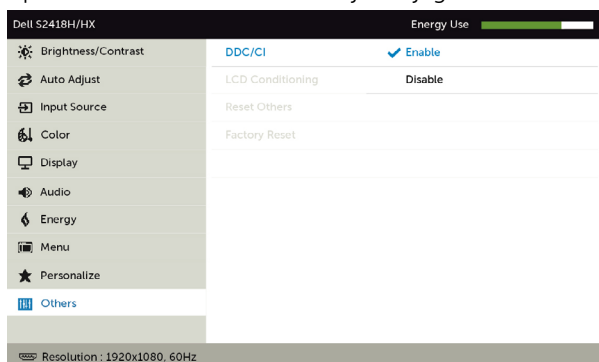 Dell S2418H/HX
Energy Use
Brightness/Contrast
Auto Adjust
Input Source
Color
Display
Audio
Energy
Menu
Personalize
Others
DDC/CI
Enable
LCD Conditioning
Disable
Reset Others
Factory Reset
Resolution : 1920x1080, 60Hz